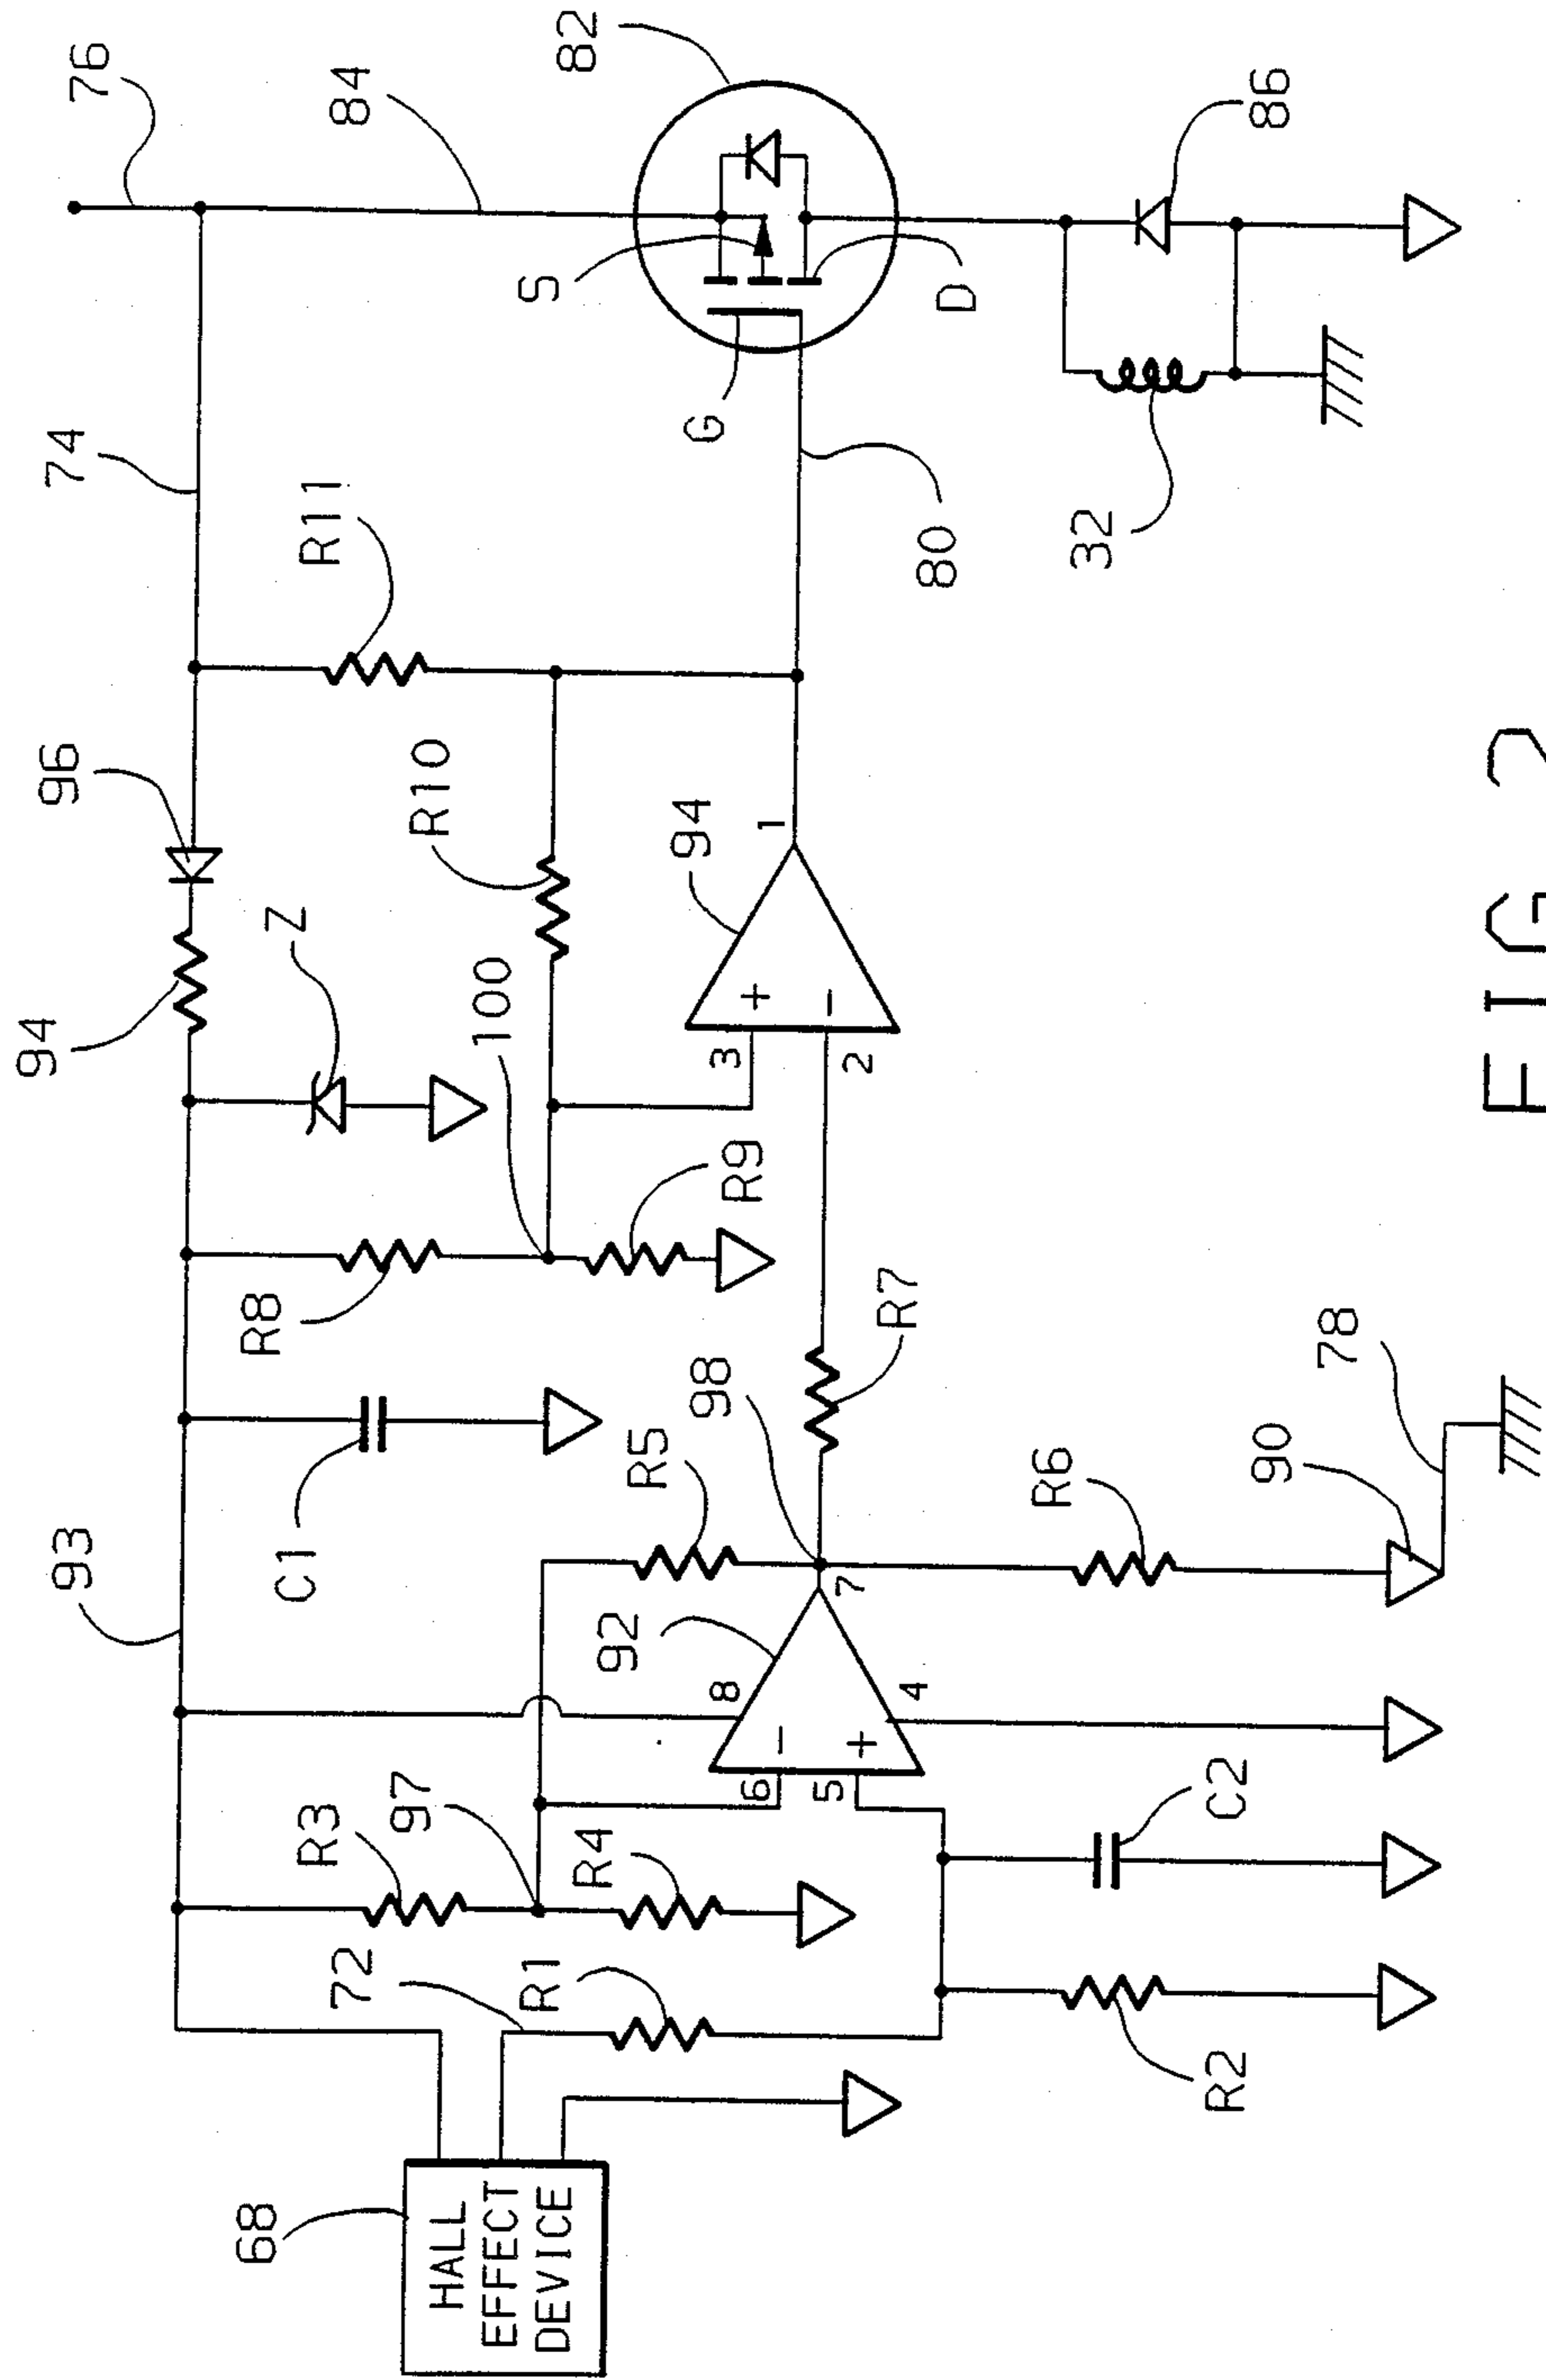 93
94
96
74
76
68
R8
Z
C1
R3
R11
72
84
97
R10
HALL
EFFECT
DEVICE
100
R1
S
82
R4
92
R5
94
G
8
98
3
+
1
R9
6
−
−
2
5
+
7
R7
4
80
D
R6
32
C2
R2
90
86
78
FIG 2